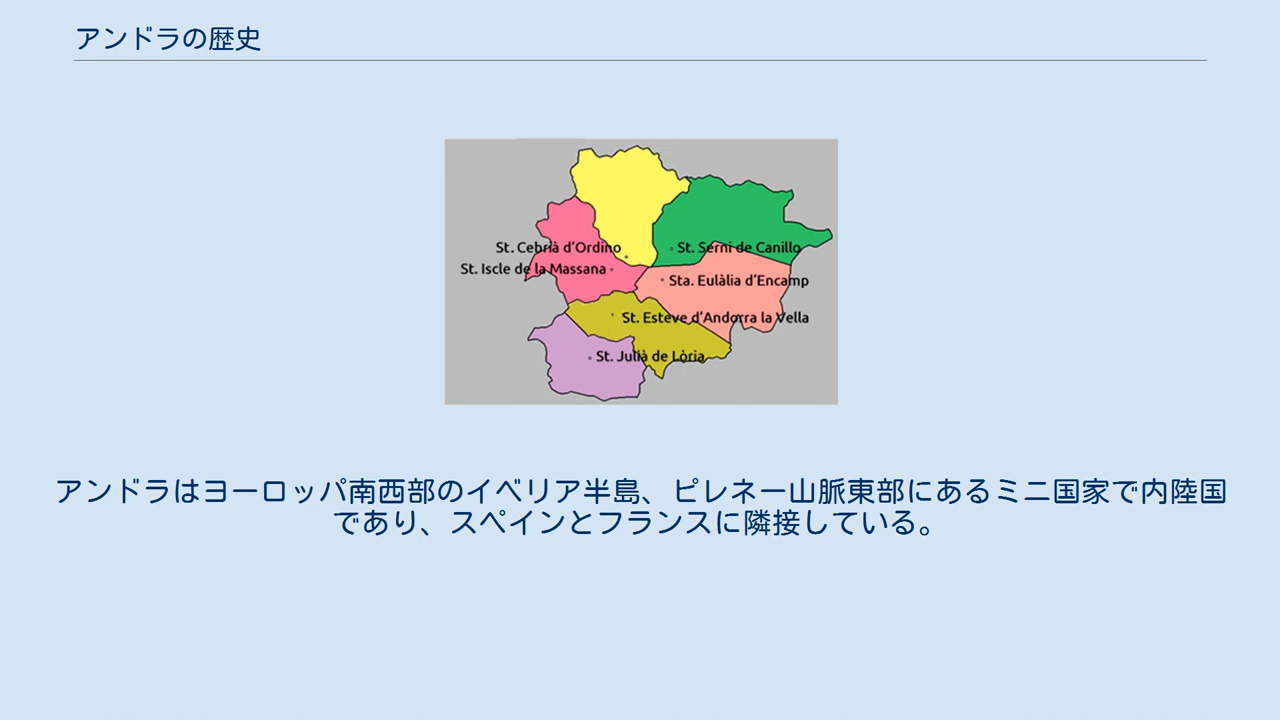 アンドラの歴史
St. Cebrià d'Ordino
St. Serni de Canillo
St. Iscle de la Massana
Sta. Eulàlia d'Encamp
St. Esteve d'Andorra la Vella
St. Julià de Lòria
アンドラはヨーロッパ南西部のイベリア半島、ピレネー山脈東部にあるミニ国家で内陸国
であり、スペインとフランスに隣接している。